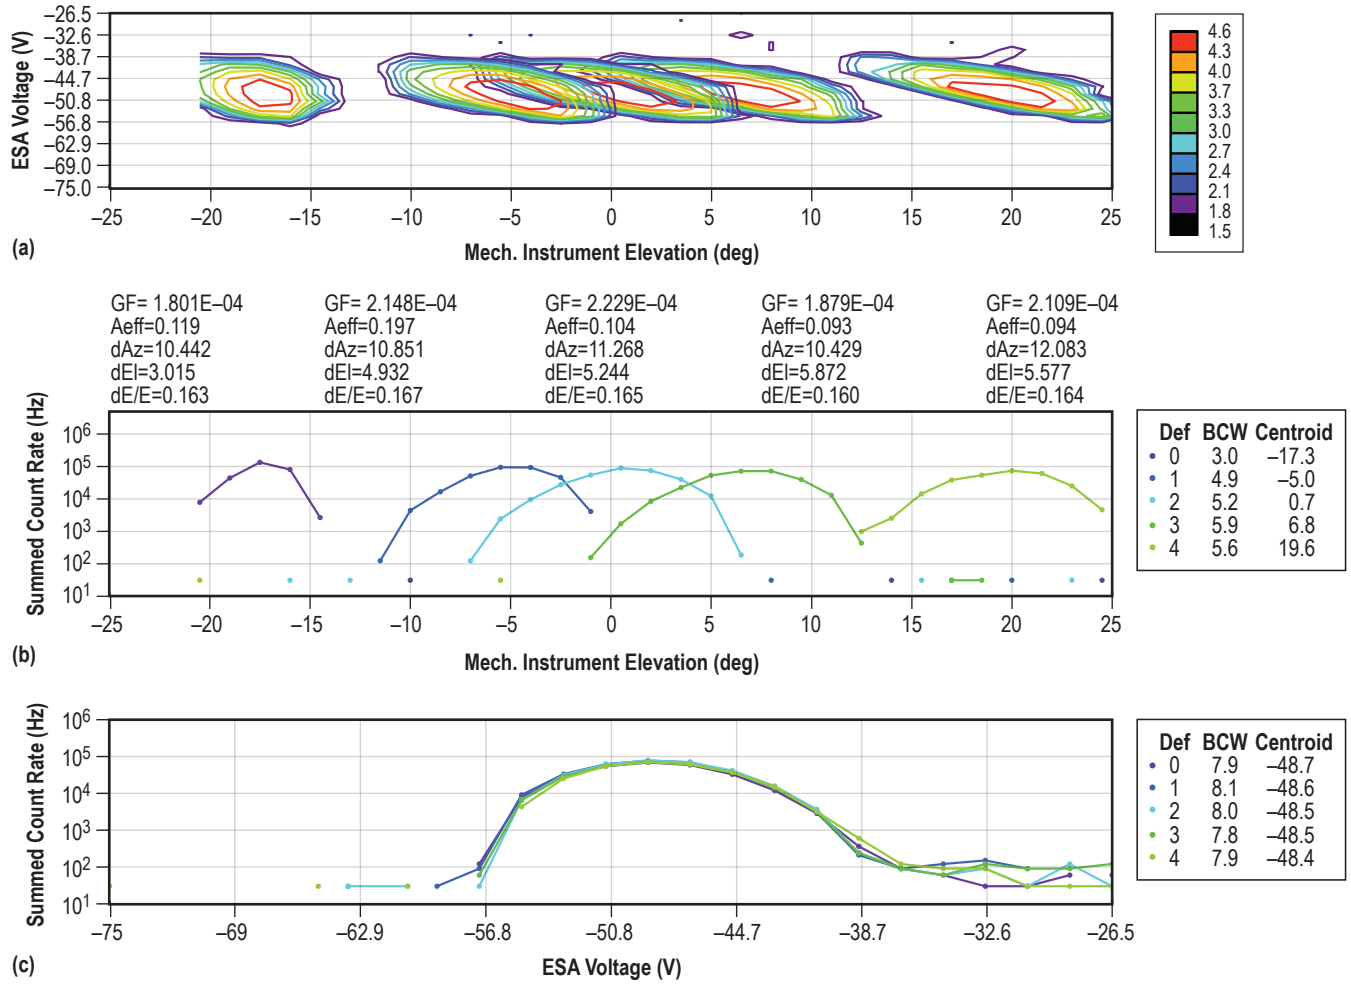 –26.5
–32.6
–38.7
–44.7
–50.8
–56.8
–62.9
–69.0
–75.0
ESA Voltage (V)
–25 –20 –15 –10 –5 0 5 10 15 20 25
Mech. Instrument Elevation (deg)
(a)
4.6
4.3
4.0
3.7
3.3
3.0
2.7
2.4
2.1
1.8
1.5
GF= 1.801E–04
Aeff=0.119
dAz=10.442
dEl=3.015
dE/E=0.163
GF= 2.148E–04
Aeff=0.197
dAz=10.851
dEl=4.932
dE/E=0.167
GF= 2.229E–04
Aeff=0.104
dAz=11.268
dEl=5.244
dE/E=0.165
GF= 1.879E–04
Aeff=0.093
dAz=10.429
dEl=5.872
dE/E=0.160
GF= 2.109E–04
Aeff=0.094
dAz=12.083
dEl=5.577
dE/E=0.164
10⁶
10⁵
10⁴
10³
10²
10¹
Summed Count Rate (Hz)
–25 –20 –15 –10 –5 0 5 10 15 20 25
Mech. Instrument Elevation (deg)
(b)
Def BCW Centroid
0 3.0 –17.3
1 4.9 –5.0
2 5.2 0.7
3 5.9 6.8
4 5.6 19.6
10⁶
10⁵
10⁴
10³
10²
10¹
Summed Count Rate (Hz)
–75 –69 –62.9 –56.8 –50.8 –44.7 –38.7 –32.6 –26.5
ESA Voltage (V)
(c)
Def BCW Centroid
0 7.9 –48.7
1 8.1 –48.6
2 8.0 –48.5
3 7.8 –48.5
4 7.9 –48.4